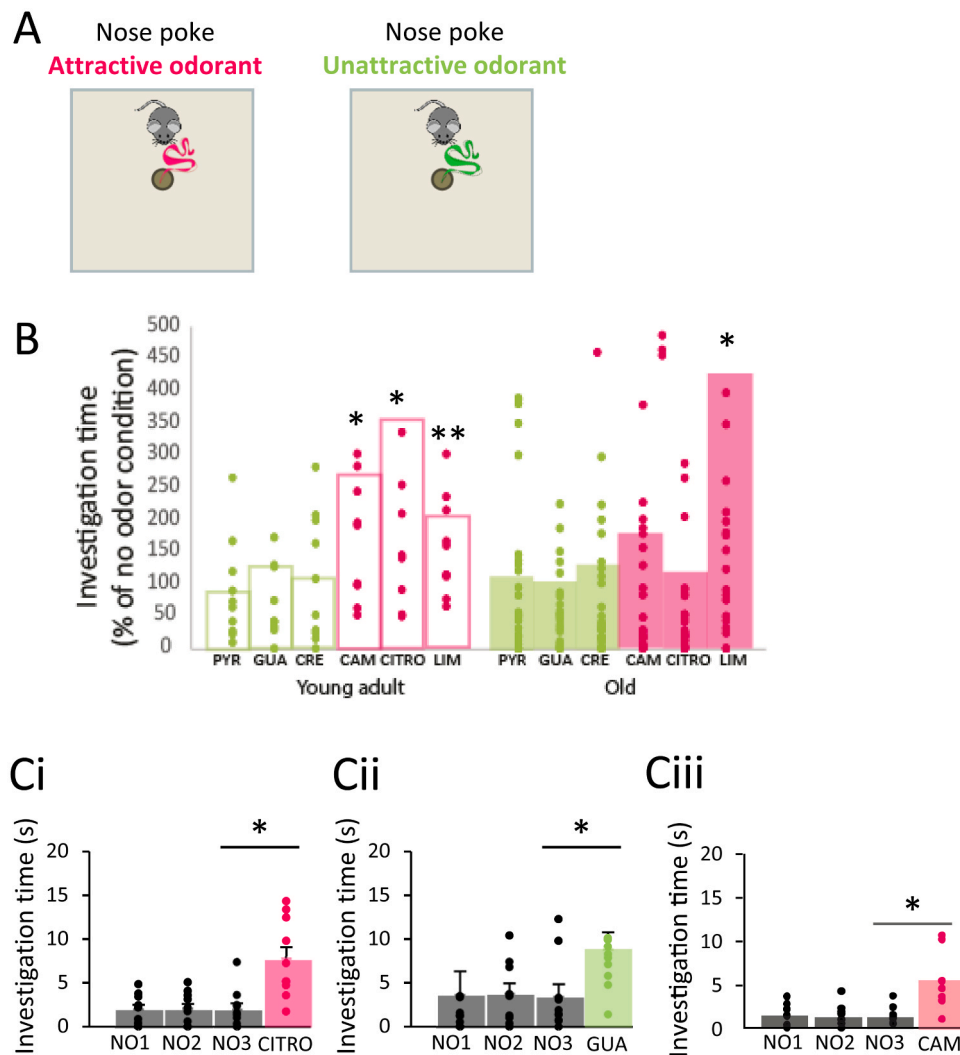 A
Nose poke
Attractive odorant
Nose poke
Unattractive odorant
B
Investigation time
(% of no odor condition)
500
450
400
350
300
250
200
150
100
50
0
* * ** *
PYR GUA CRE CAM CITRO LIM PYR GUA CRE CAM CITRO LIM
Young adult Old
Ci
Investigation time (s)
20
15
10
5
0
*
NO1 NO2 NO3 CITRO
Cii
Investigation time (s)
20
15
10
5
0
*
NO1 NO2 NO3 GUA
Ciii
Investigation time (s)
20
15
10
5
0
*
NO1 NO2 NO3 CAM